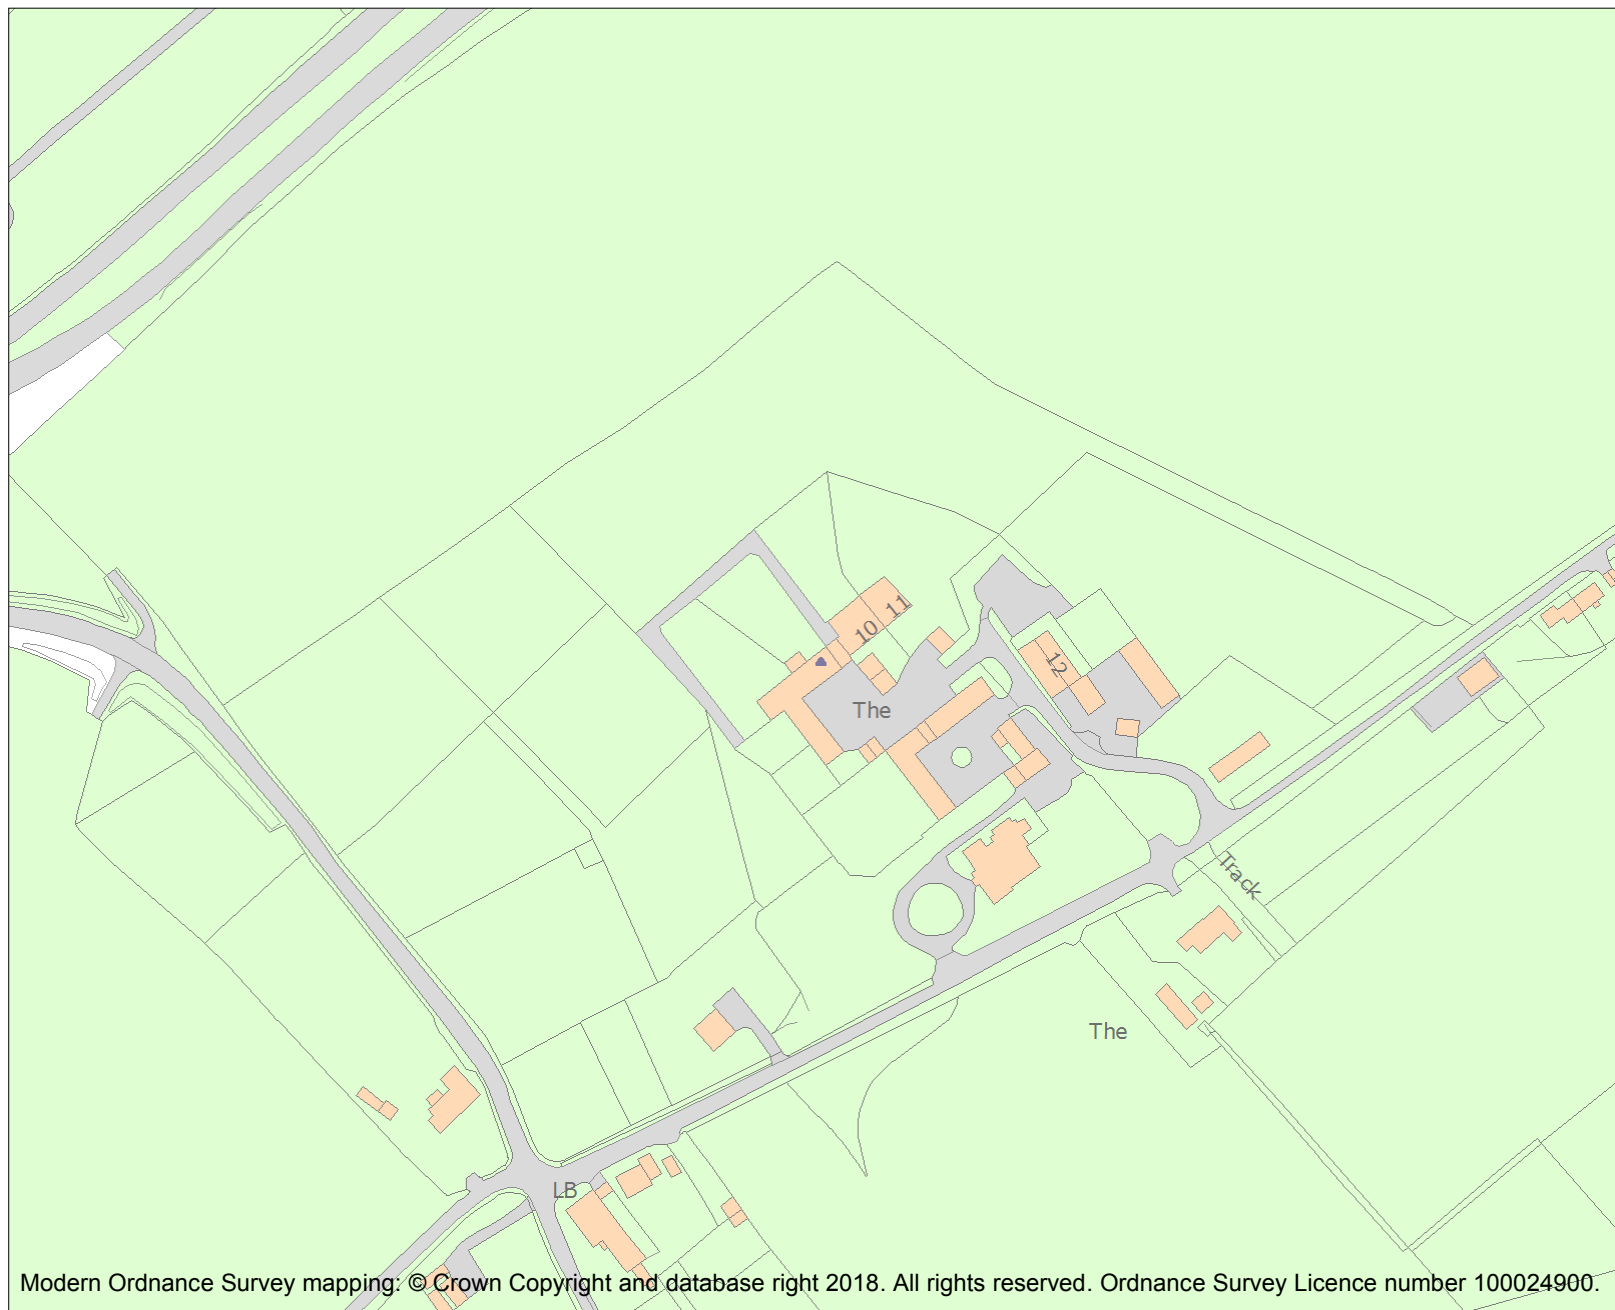 11
10
12
The
Track
The
LB
Modern Ordnance Survey mapping: © Crown Copyright and database right 2018. All rights reserved. Ordnance Survey Licence number 100024900.